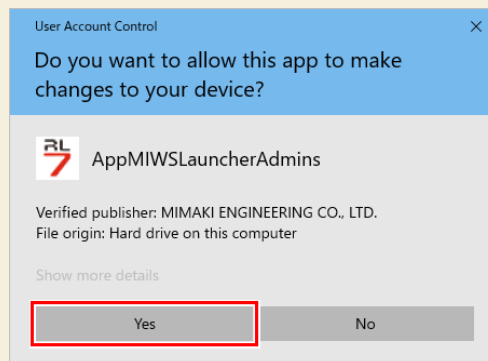 User Account Control
Do you want to allow this app to make
changes to your device?
RL
7
AppMIWSLauncherAdmins
Verified publisher: MIMAKI ENGINEERING CO., LTD.
File origin: Hard drive on this computer
Show more details
Yes No